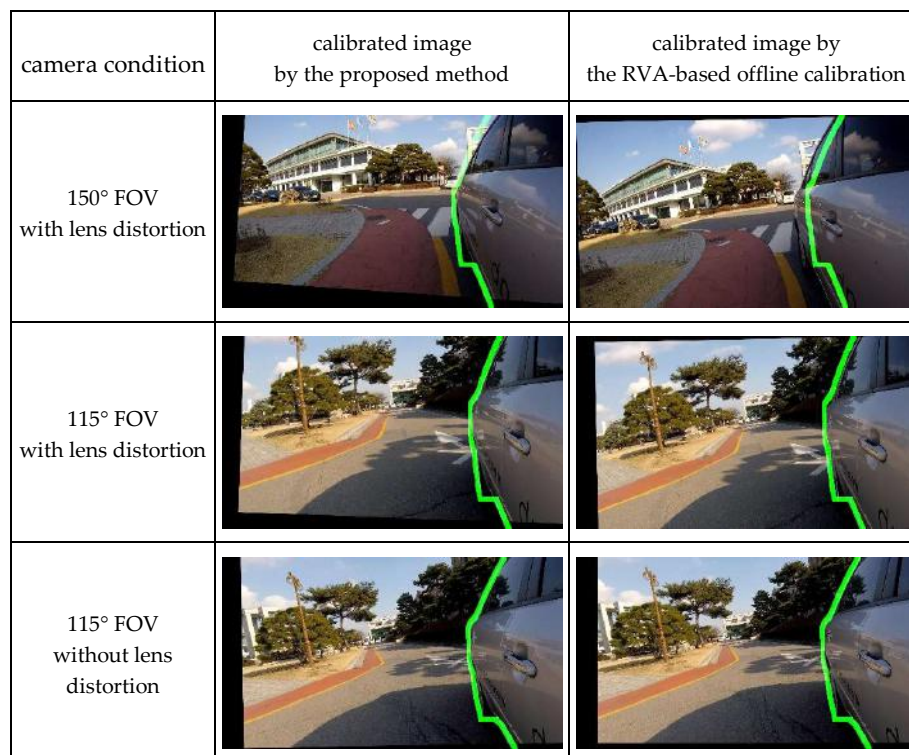 camera condition
calibrated image
by the proposed method
calibrated image by
the RVA-based offline calibration
150° FOV
with lens distortion
115° FOV
with lens distortion
115° FOV
without lens
distortion